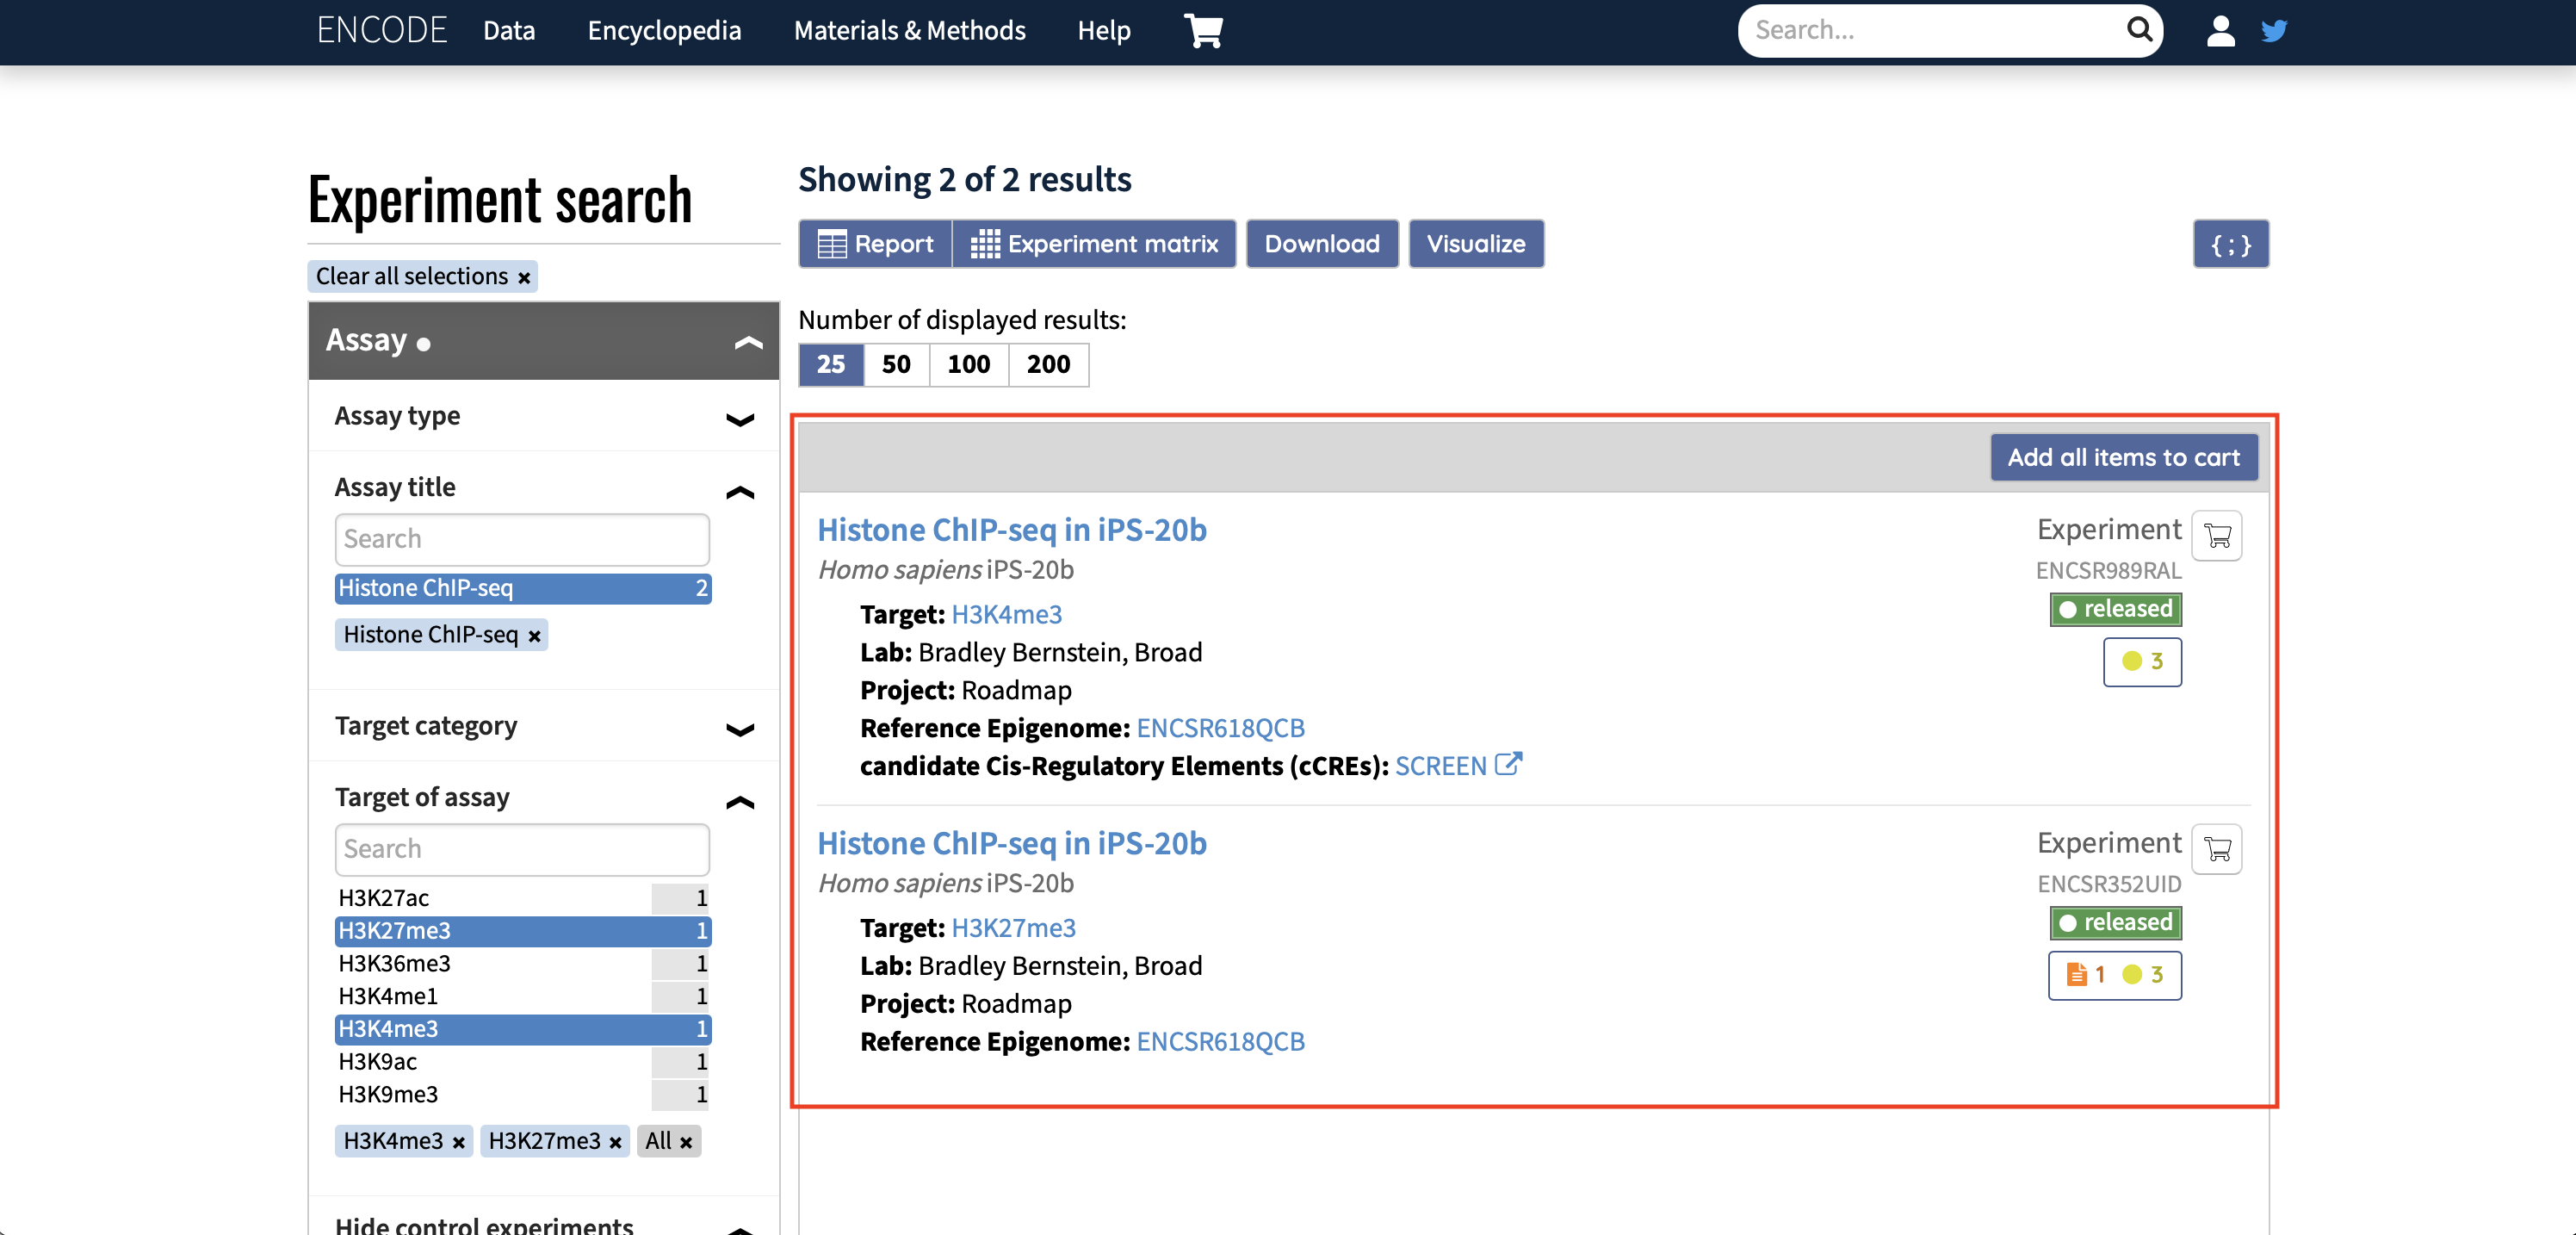 ENCODE Data Encyclopedia Materials & Methods Help Search...
Experiment search
Clear all selections ×
Assay
Assay type
Assay title
Search
Histone ChIP-seq 2
Histone ChIP-seq ×
Target category
Target of assay
Search
H3K27ac 1
H3K27me3 1
H3K36me3 1
H3K4me1 1
H3K4me3 1
H3K9ac 1
H3K9me3 1
H3K4me3 × H3K27me3 × All ×
Hide control experiments
Showing 2 of 2 results
Report Experiment matrix Download Visualize { ; }
Number of displayed results:
25 50 100 200
Add all items to cart
Histone ChIP-seq in iPS-20b Experiment
Homo sapiens iPS-20b ENCSR989RAL
Target: H3K4me3 released
Lab: Bradley Bernstein, Broad 3
Project: Roadmap
Reference Epigenome: ENCSR618QCB
candidate Cis-Regulatory Elements (cCREs): SCREEN
Histone ChIP-seq in iPS-20b Experiment
Homo sapiens iPS-20b ENCSR352UID
Target: H3K27me3 released
Lab: Bradley Bernstein, Broad 1 3
Project: Roadmap
Reference Epigenome: ENCSR618QCB